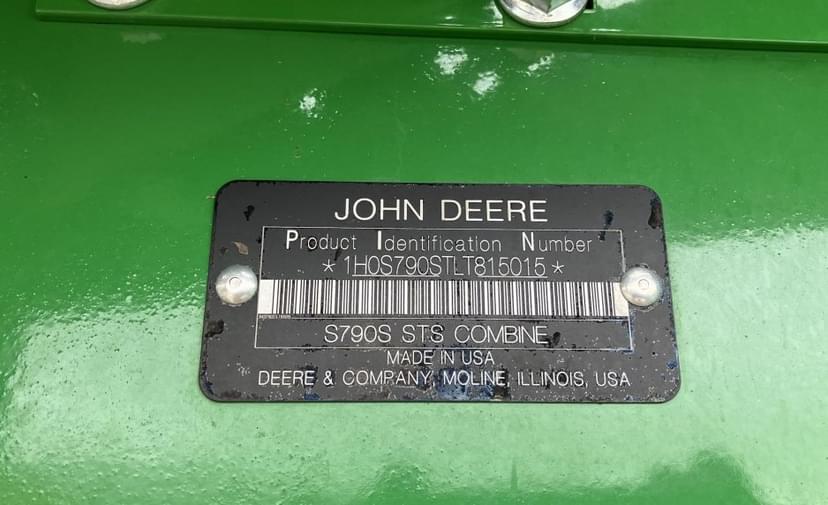 JOHN DEERE
Product Identification Number
*1H0S790STLT815015*
S790S STS COMBINE
MADE IN USA
DEERE & COMPANY MOLINE, ILLINOIS, USA